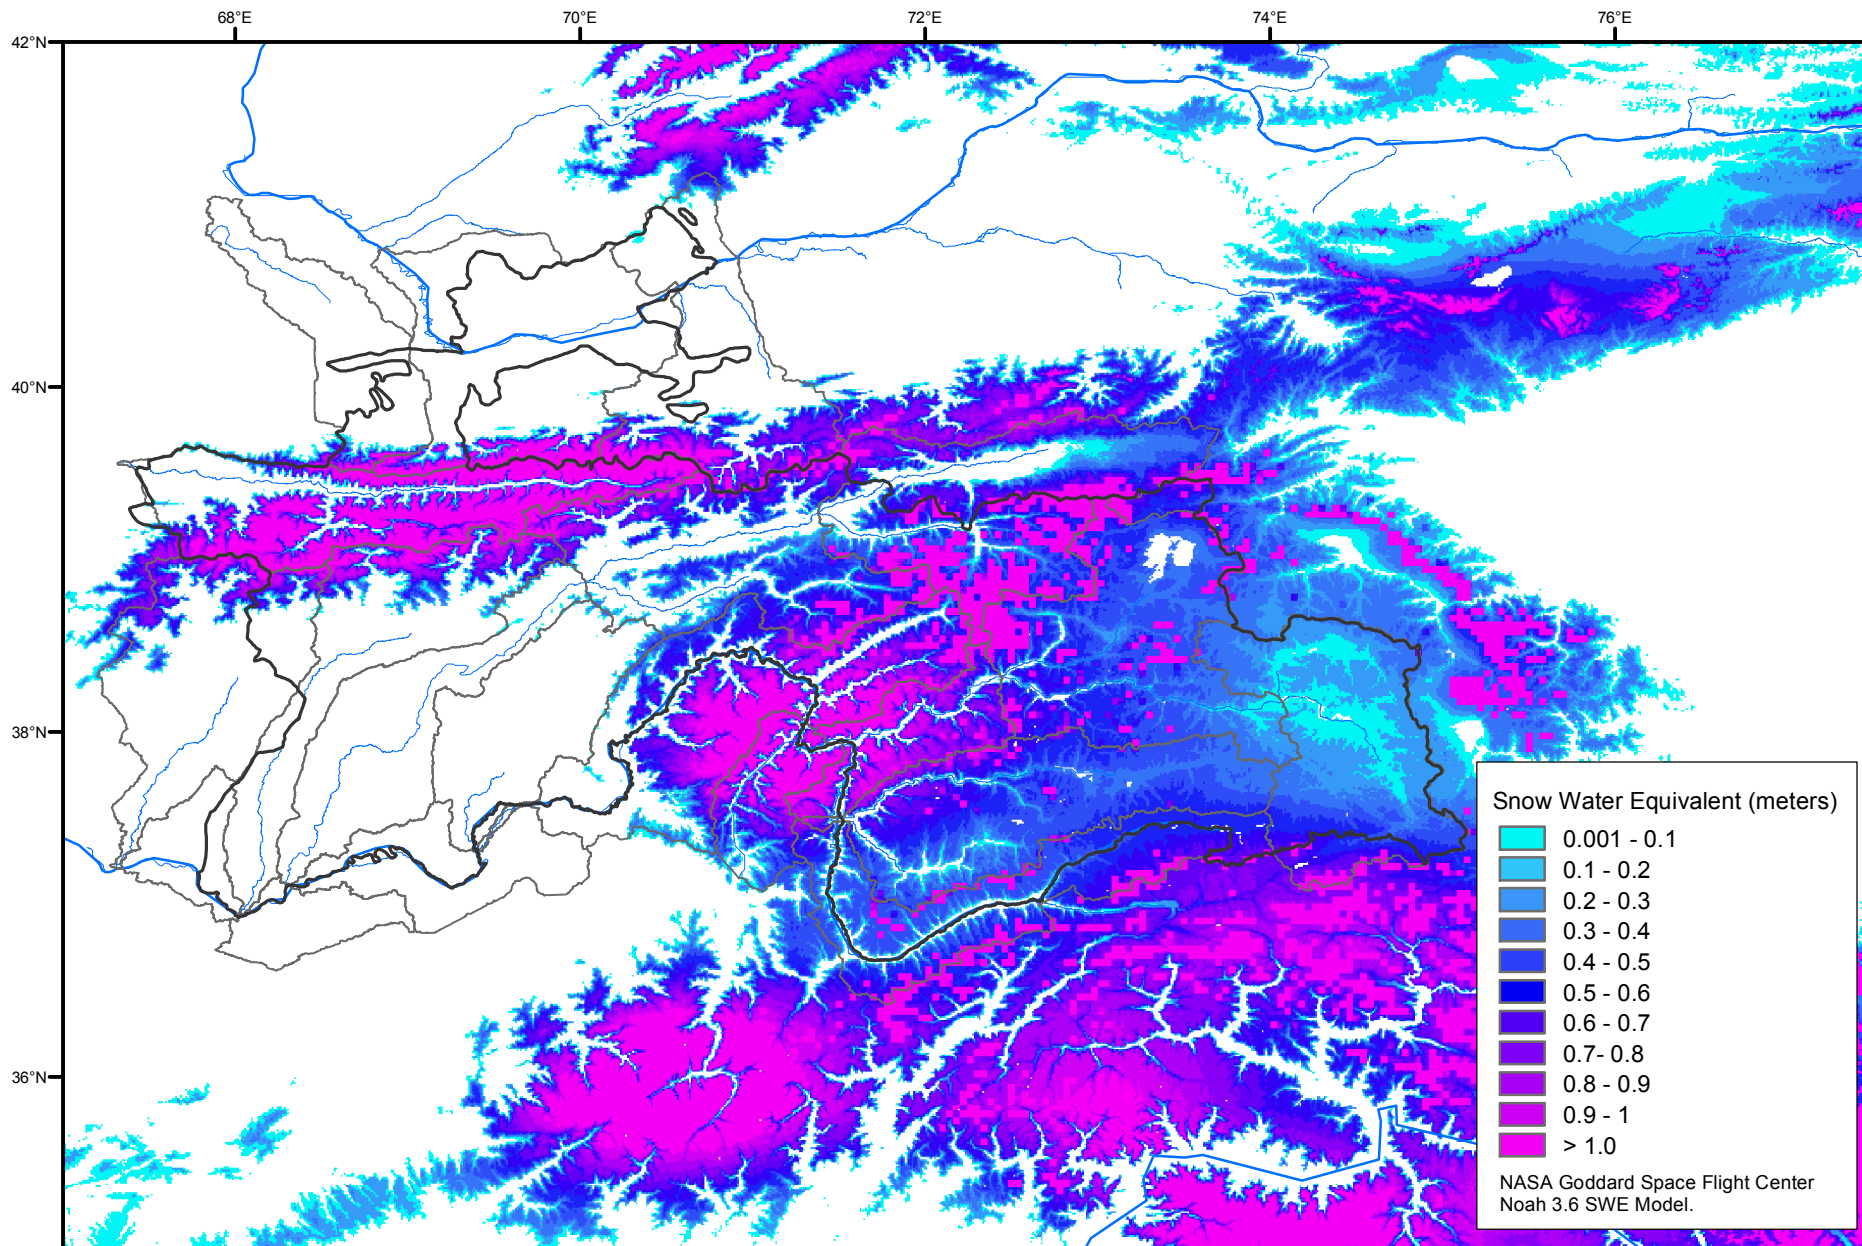 68°E
70°E
72°E
74°E
76°E
42°N
40°N
38°N
36°N
Snow Water Equivalent (meters)
0.001 - 0.1
0.1 - 0.2
0.2 - 0.3
0.3 - 0.4
0.4 - 0.5
0.5 - 0.6
0.6 - 0.7
0.7- 0.8
0.8 - 0.9
0.9 - 1
> 1.0
NASA Goddard Space Flight Center
Noah 3.6 SWE Model.